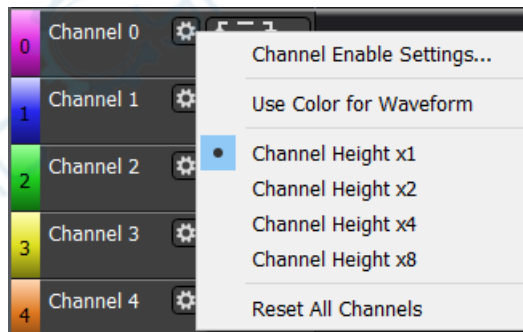 0 Channel 0
1 Channel 1
2 Channel 2
3 Channel 3
4 Channel 4
Channel Enable Settings...
Use Color for Waveform
Channel Height x1
Channel Height x2
Channel Height x4
Channel Height x8
Reset All Channels